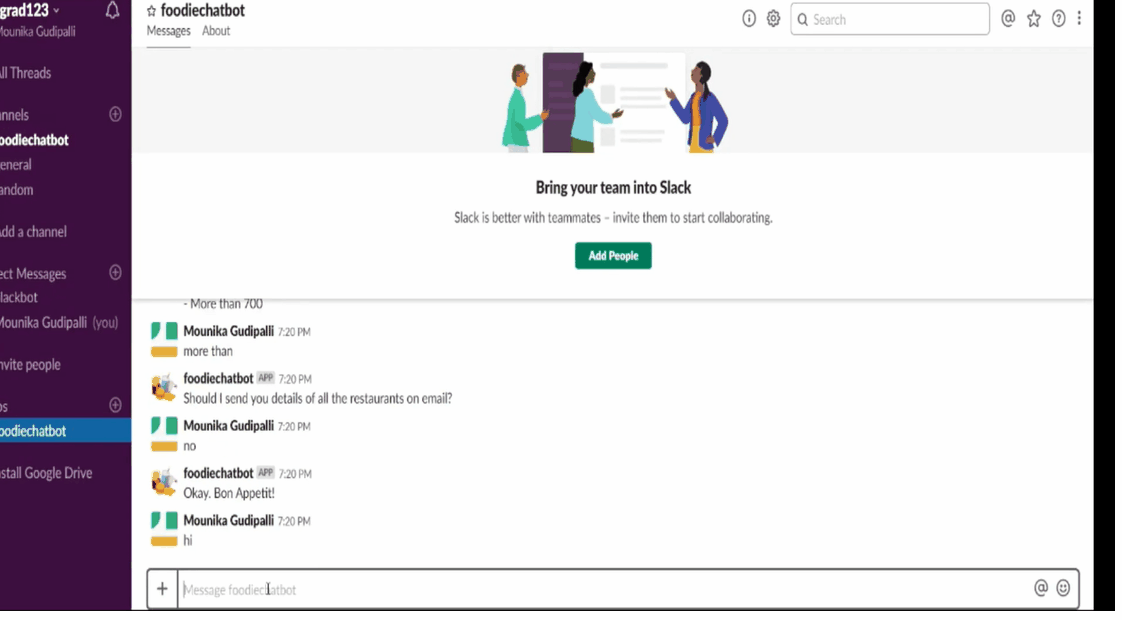 grad123
Mounika Gudipalli
All Threads
nnels
oodiechatbot
eneral
andom
Add a channel
ect Messages
lackbot
Mounika Gudipalli (you)
nvite people
ps
oodiechatbot
nstall Google Drive
foodiechatbot
Messages About
Search
Bring your team into Slack
Slack is better with teammates – invite them to start collaborating.
Add People
- More than 700
Mounika Gudipalli 7:20 PM
more than
foodiechatbot APP 7:20 PM
Should I send you details of all the restaurants on email?
Mounika Gudipalli 7:20 PM
no
foodiechatbot APP 7:20 PM
Okay. Bon Appetit!
Mounika Gudipalli 7:20 PM
hi
Message foodiechatbot